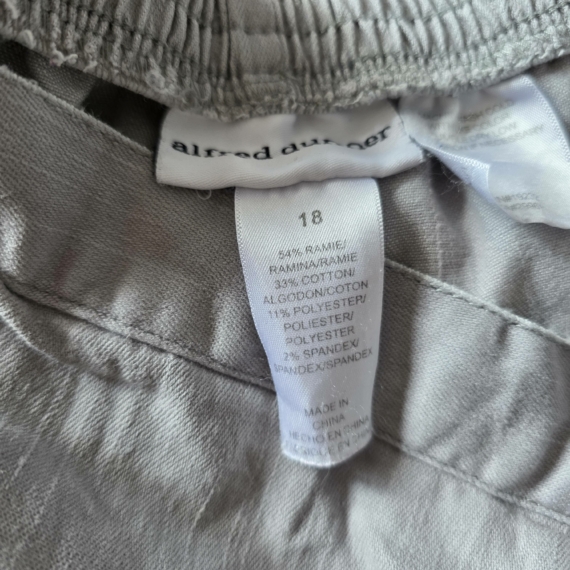 alfred dunner
18
54% RAMIE/
RAMINA/RAMIE
33% COTTON/
ALGODON/COTON
11% POLYESTER/
POLIESTER/
POLYESTER
2% SPANDEX/
SPANDEX/SPANDEX
MADE IN
CHINA
HECHO EN CHINA